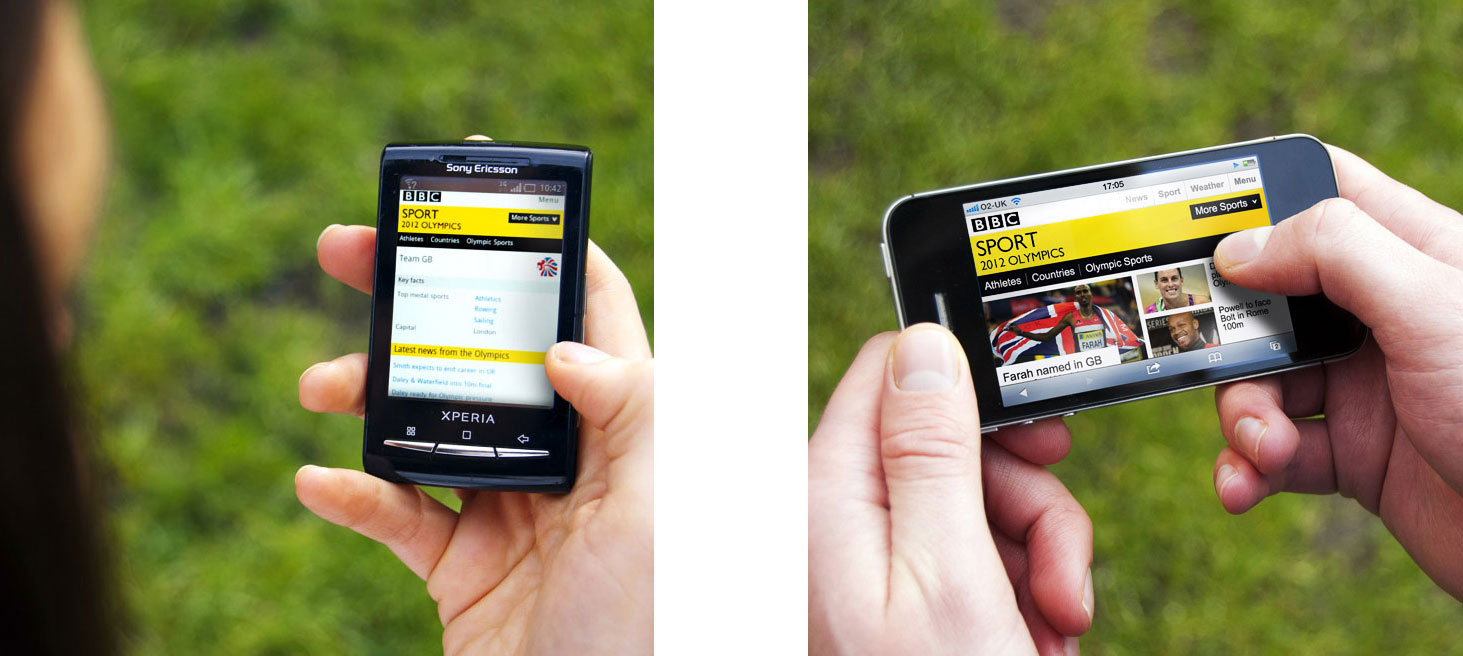 Sony Ericsson
3G 10:42
BBC
Menu
SPORT
2012 OLYMPICS
More Sports
Athletes Countries Olympic Sports
Team GB
Key facts
Top medal sports Athletics
Rowing
Sailing
Capital London
Latest news from the Olympics
Smith expects to end career in UK
Daley & Waterfield into 10m final
Daley ready for Olympic pressure
XPERIA
O2-UK 17:05
BBC
News Sport Weather Menu
SPORT
2012 OLYMPICS
More Sports
Athletes Countries Olympic Sports
FARAH
Farah named in GB
SERIES
Powell to face
Bolt in Rome
100m